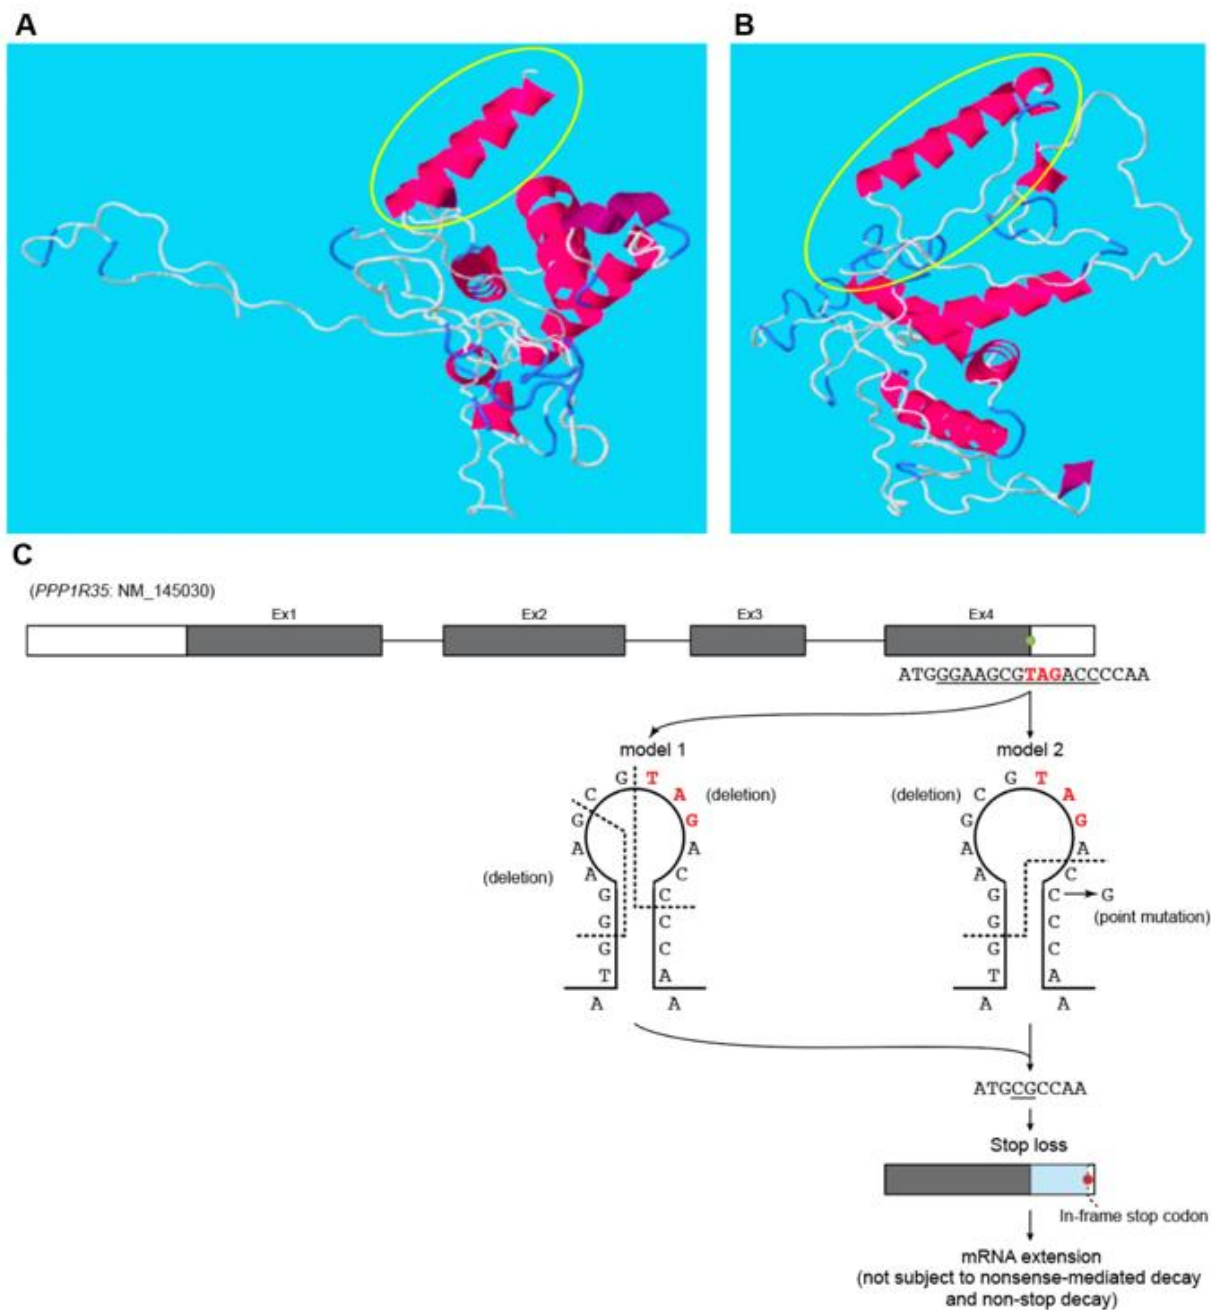 A
B
C
(PPP1R35: NM_145030)
Ex1
Ex2
Ex3
Ex4
ATGGGAAGCGTAGACCCCAA
model 1
model 2
G T
C A (deletion)
G G
A A
(deletion) A C
G C
G C
G C
T A
A A
G T
(deletion) C A
G G
A A
A C
G C → G
(point mutation)
G C
G C
T A
A A
ATGCGCCAA
Stop loss
In-frame stop codon
mRNA extension
(not subject to nonsense-mediated decay
and non-stop decay)